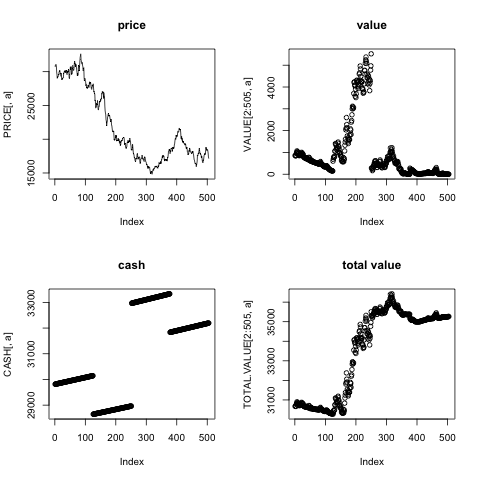 price
PRICE[, a]
15000 25000
0 100 200 300 400 500
Index
value
VALUE[2:505, a]
0 2000 4000
0 100 200 300 400 500
Index
cash
CASH[, a]
29000 31000 33000
0 100 200 300 400 500
Index
total value
TOTAL.VALUE[2:505, a]
31000 33000 35000
0 100 200 300 400 500
Index